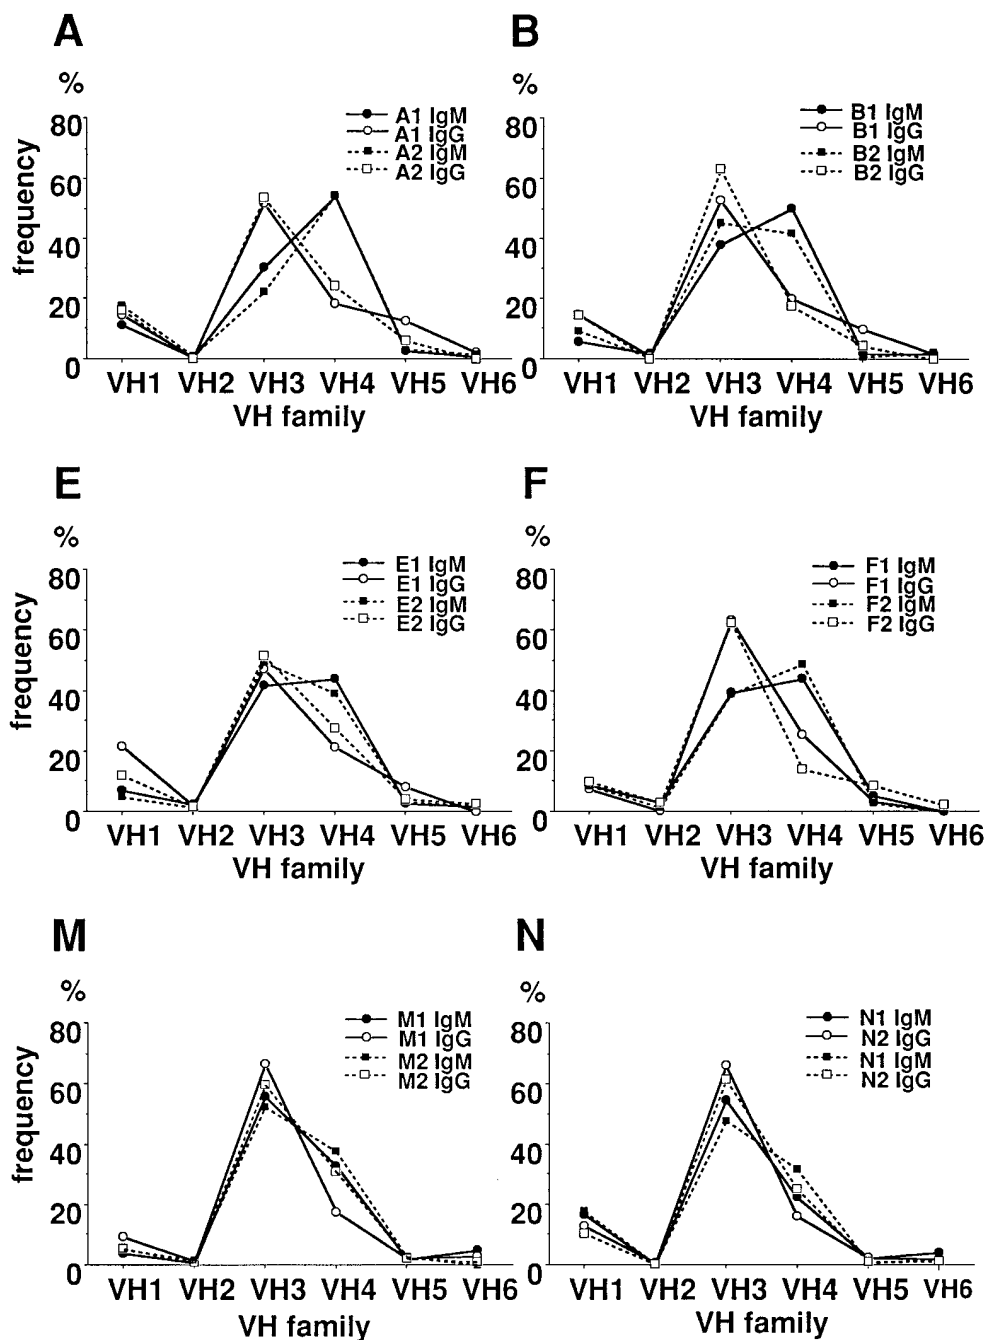 A
%
80
60
40
20
0
frequency
A1 IgM
A1 IgG
A2 IgM
A2 IgG
VH1 VH2 VH3 VH4 VH5 VH6
VH family
B
%
80
60
40
20
0
B1 IgM
B1 IgG
B2 IgM
B2 IgG
VH1 VH2 VH3 VH4 VH5 VH6
VH family
E
%
80
60
40
20
0
frequency
E1 IgM
E1 IgG
E2 IgM
E2 IgG
VH1 VH2 VH3 VH4 VH5 VH6
VH family
F
%
80
60
40
20
0
F1 IgM
F1 IgG
F2 IgM
F2 IgG
VH1 VH2 VH3 VH4 VH5 VH6
VH family
M
%
80
60
40
20
0
frequency
M1 IgM
M1 IgG
M2 IgM
M2 IgG
VH1 VH2 VH3 VH4 VH5 VH6
VH family
N
%
80
60
40
20
0
N1 IgM
N2 IgG
N1 IgM
N2 IgG
VH1 VH2 VH3 VH4 VH5 VH6
VH family